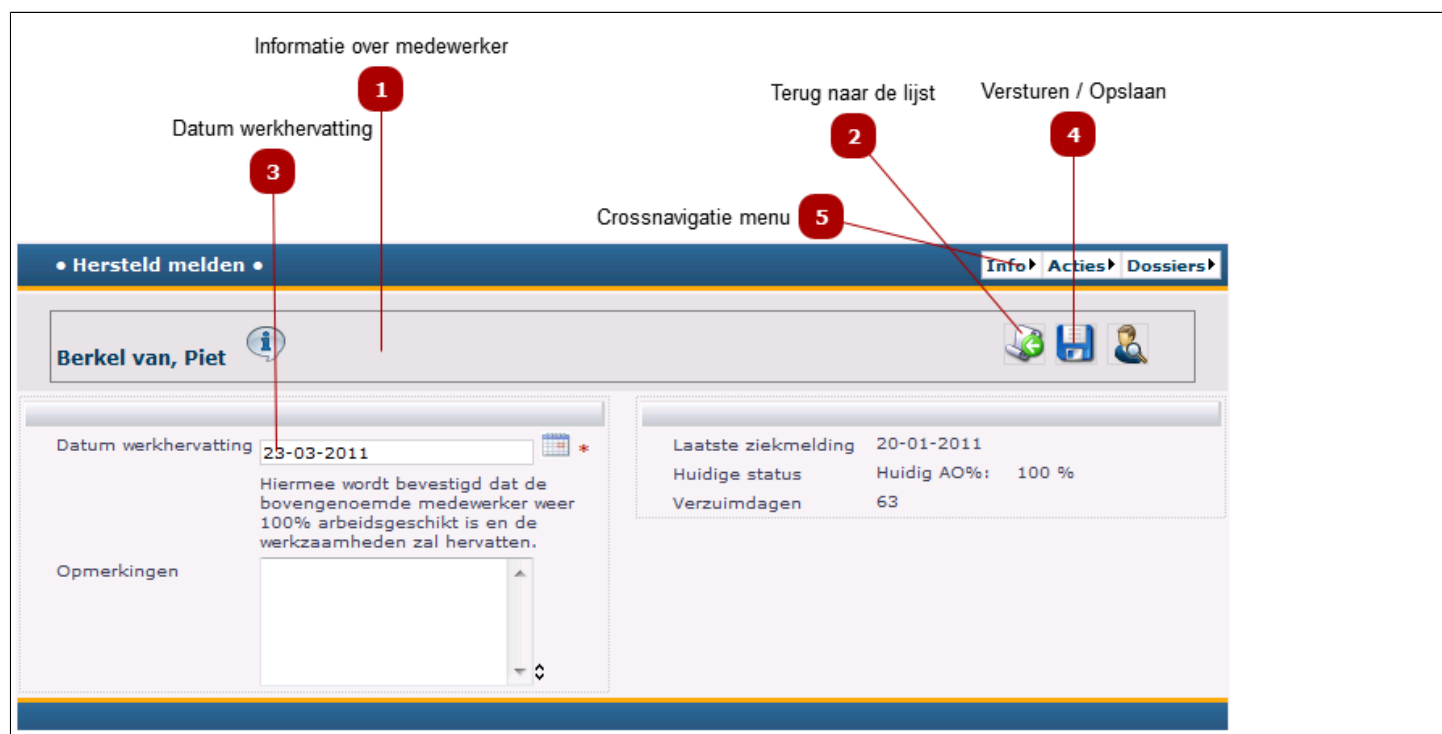 Informatie over medewerker
1
Terug naar de lijst
Versturen / Opslaan
Datum werkhervatting
2
4
3
Crossnavigatie menu
5
• Hersteld melden •
Info Acties Dossiers
Berkel van, Piet
Datum werkhervatting
23-03-2011
*
Hiermee wordt bevestigd dat de
bovengenoemde medewerker weer
100% arbeidsgeschikt is en de
werkzaamheden zal hervatten.
Opmerkingen
Laatste ziekmelding 20-01-2011
Huidige status Huidig AO%: 100 %
Verzuimdagen 63